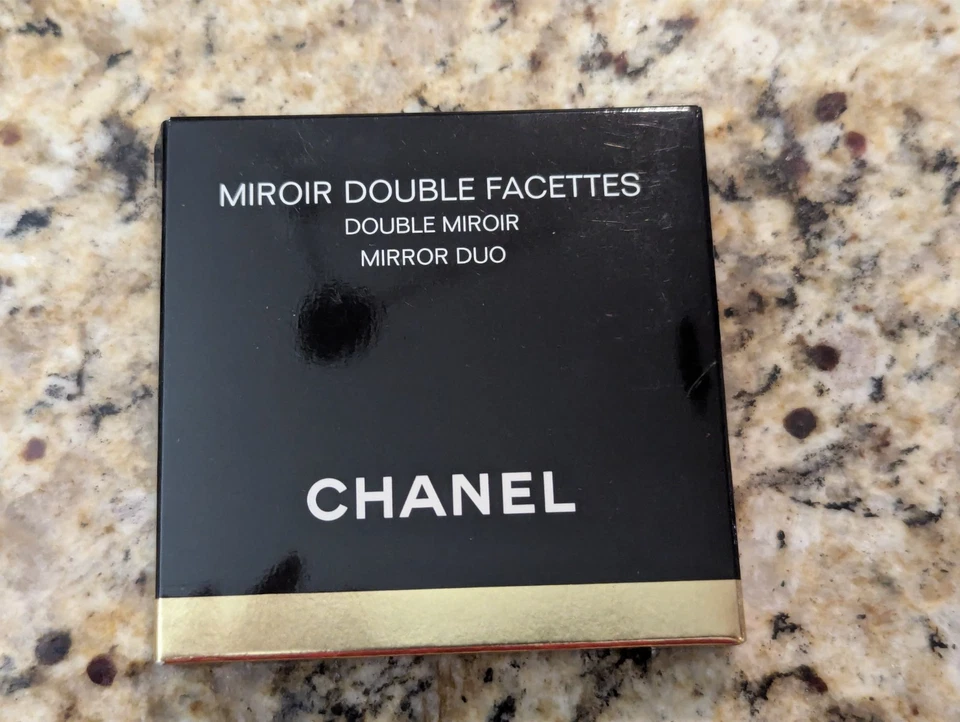 MIROIR DOUBLE FACETTES
DOUBLE MIROIR
MIRROR DUO
CHANEL